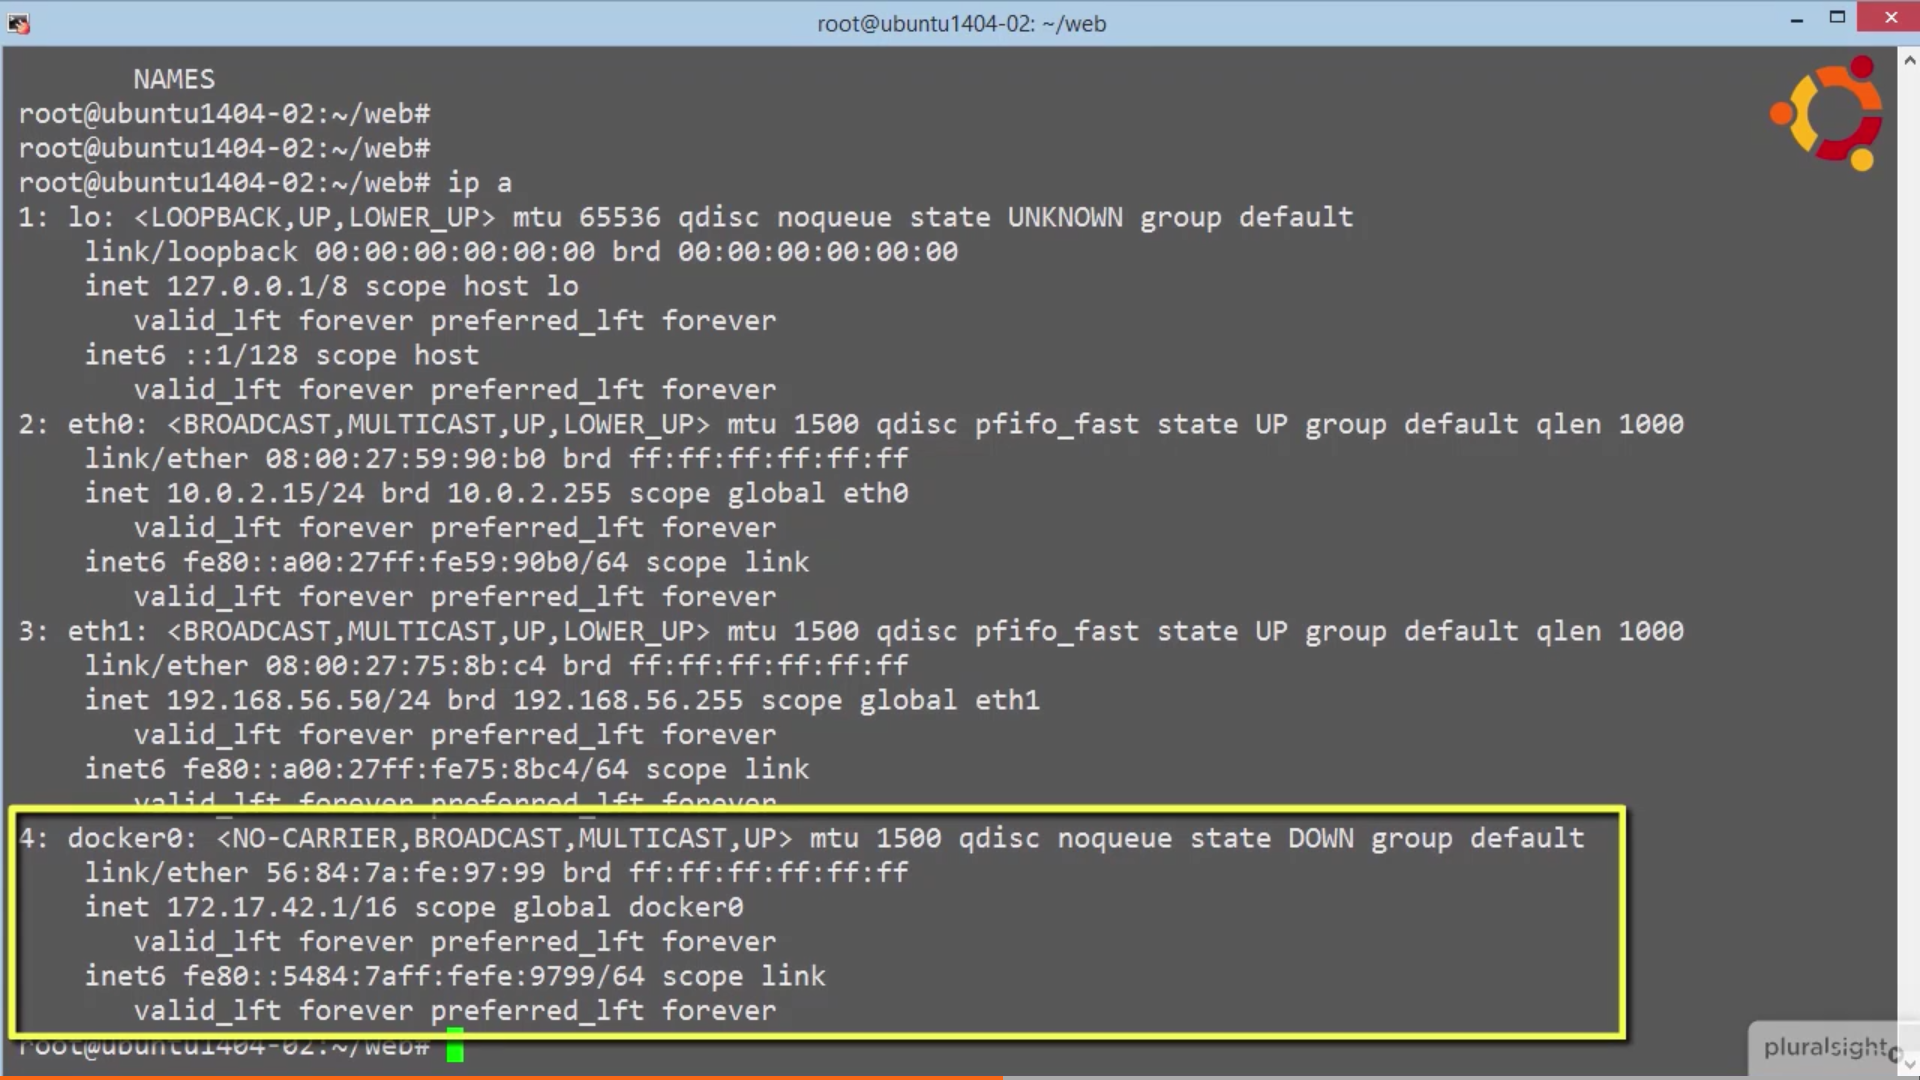 root@ubuntu1404-02: ~/web
NAMES
root@ubuntu1404-02:~/web#
root@ubuntu1404-02:~/web#
root@ubuntu1404-02:~/web# ip a
1: lo: <LOOPBACK,UP,LOWER_UP> mtu 65536 qdisc noqueue state UNKNOWN group default
link/loopback 00:00:00:00:00:00 brd 00:00:00:00:00:00
inet 127.0.0.1/8 scope host lo
valid_lft forever preferred_lft forever
inet6 ::1/128 scope host
valid_lft forever preferred_lft forever
2: eth0: <BROADCAST,MULTICAST,UP,LOWER_UP> mtu 1500 qdisc pfifo_fast state UP group default qlen 1000
link/ether 08:00:27:59:90:b0 brd ff:ff:ff:ff:ff:ff
inet 10.0.2.15/24 brd 10.0.2.255 scope global eth0
valid_lft forever preferred_lft forever
inet6 fe80::a00:27ff:fe59:90b0/64 scope link
valid_lft forever preferred_lft forever
3: eth1: <BROADCAST,MULTICAST,UP,LOWER_UP> mtu 1500 qdisc pfifo_fast state UP group default qlen 1000
link/ether 08:00:27:75:8b:c4 brd ff:ff:ff:ff:ff:ff
inet 192.168.56.50/24 brd 192.168.56.255 scope global eth1
valid_lft forever preferred_lft forever
inet6 fe80::a00:27ff:fe75:8bc4/64 scope link
valid_lft forever preferred_lft forever
4: docker0: <NO-CARRIER,BROADCAST,MULTICAST,UP> mtu 1500 qdisc noqueue state DOWN group default
link/ether 56:84:7a:fe:97:99 brd ff:ff:ff:ff:ff:ff
inet 172.17.42.1/16 scope global docker0
valid_lft forever preferred_lft forever
inet6 fe80::5484:7aff:fefe:9799/64 scope link
valid_lft forever preferred_lft forever
root@ubuntu1404-02:~/web#
pluralsight